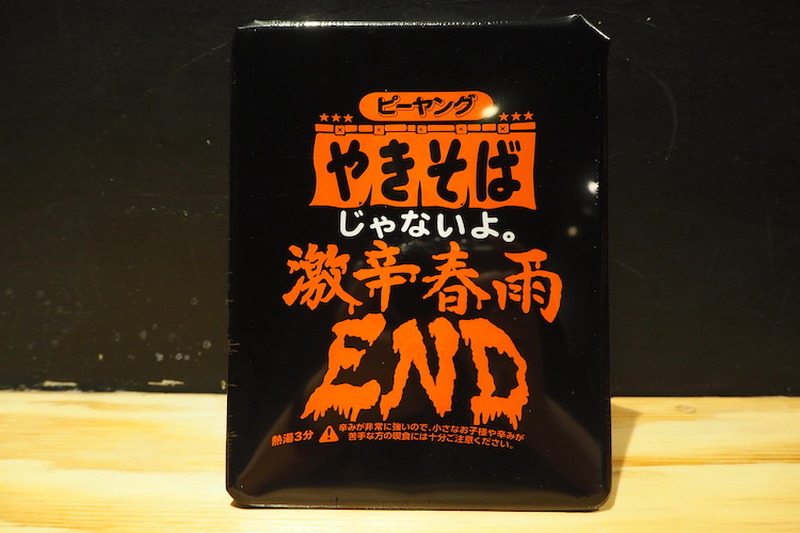 ピーヤング
やきそば
じゃないよ。
激辛春雨
END
熱湯3分
辛みが非常に強いので、小さなお子様や辛みが
苦手な方の喫食には十分ご注意ください。